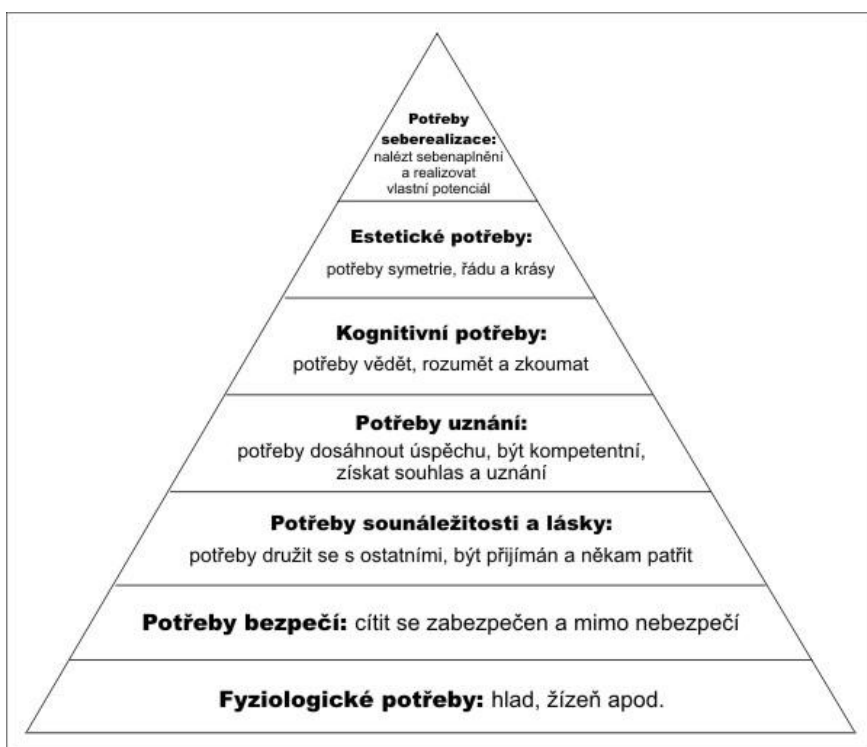 Potřeby
seberealizace:
nalézt sebenaplnění
a realizovat
vlastní potenciál
Estetické potřeby:
potřeby symetrie, řádu a krásy
Kognitivní potřeby:
potřeby vědět, rozumět a zkoumat
Potřeby uznání:
potřeby dosáhnout úspěchu, být kompetentní,
získat souhlas a uznání
Potřeby sounáležitosti a lásky:
potřeby družit se s ostatními, být přijímán a někam patřit
Potřeby bezpečí: cítit se zabezpečen a mimo nebezpečí
Fyziologické potřeby: hlad, žízeň apod.